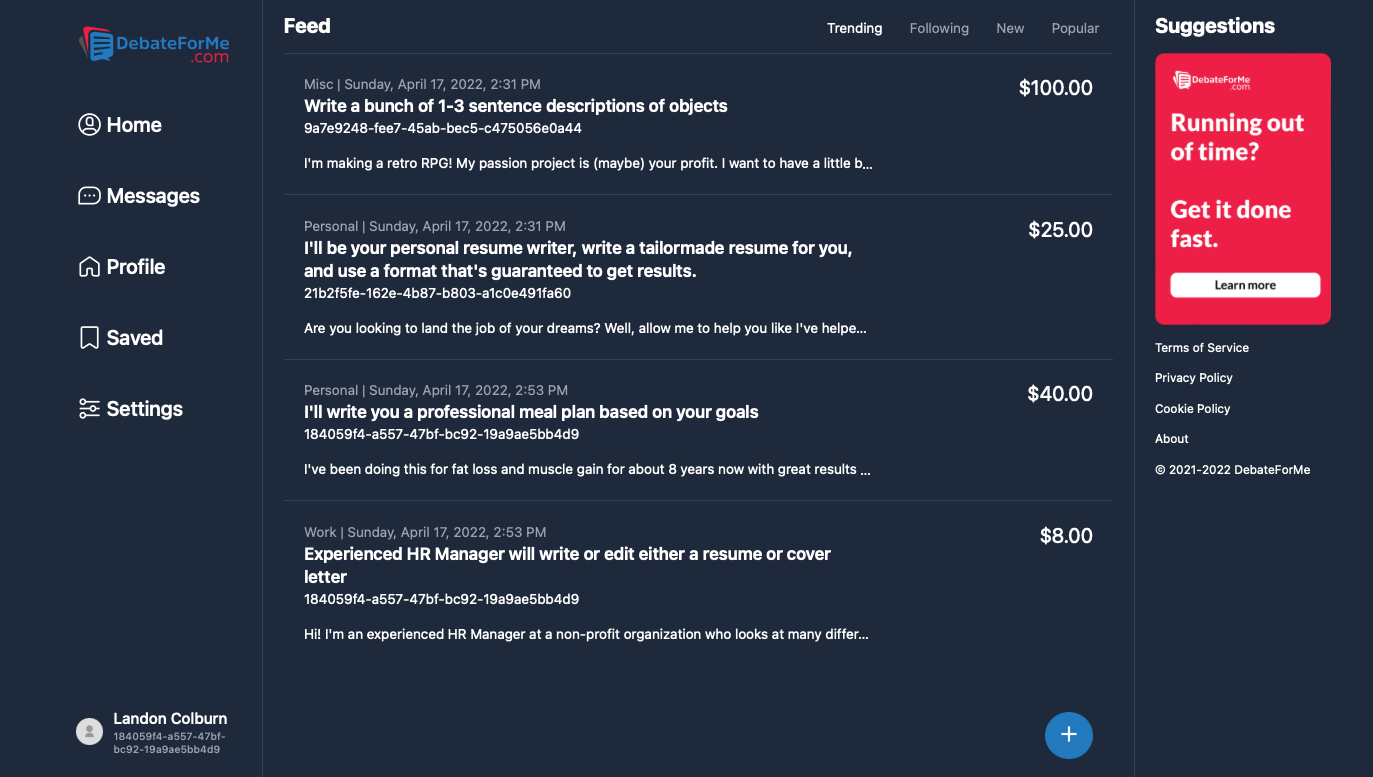 DebateForMe
.com
Home
Messages
Profile
Saved
Settings
Landon Colburn
184059f4-a557-47bf-
bc92-19a9ae5bb4d9
Feed
Trending Following New Popular
Misc | Sunday, April 17, 2022, 2:31 PM
$100.00
Write a bunch of 1-3 sentence descriptions of objects
9a7e9248-fee7-45ab-bec5-c475056e0a44
I'm making a retro RPG! My passion project is (maybe) your profit. I want to have a little b...
Personal | Sunday, April 17, 2022, 2:31 PM
$25.00
I'll be your personal resume writer, write a tailormade resume for you,
and use a format that's guaranteed to get results.
21b2f5fe-162e-4b87-b803-a1c0e491fa60
Are you looking to land the job of your dreams? Well, allow me to help you like I've helpe...
Personal | Sunday, April 17, 2022, 2:53 PM
$40.00
I'll write you a professional meal plan based on your goals
184059f4-a557-47bf-bc92-19a9ae5bb4d9
I've been doing this for fat loss and muscle gain for about 8 years now with great results ...
Work | Sunday, April 17, 2022, 2:53 PM
$8.00
Experienced HR Manager will write or edit either a resume or cover
letter
184059f4-a557-47bf-bc92-19a9ae5bb4d9
Hi! I'm an experienced HR Manager at a non-profit organization who looks at many differ...
Suggestions
DebateForMe
.com
Running out
of time?
Get it done
fast.
Learn more
Terms of Service
Privacy Policy
Cookie Policy
About
© 2021-2022 DebateForMe